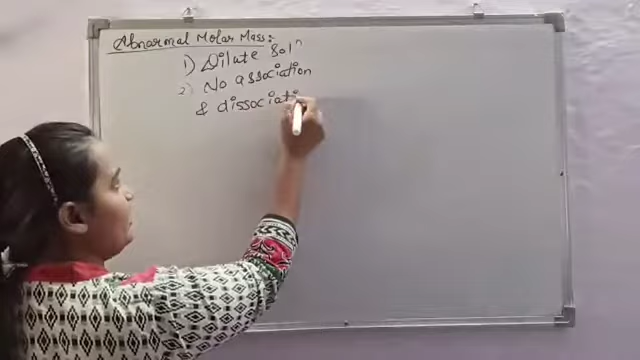 Abnormal Molar Mass:-
1) Dilute Solⁿ
2) No association
& dissociati